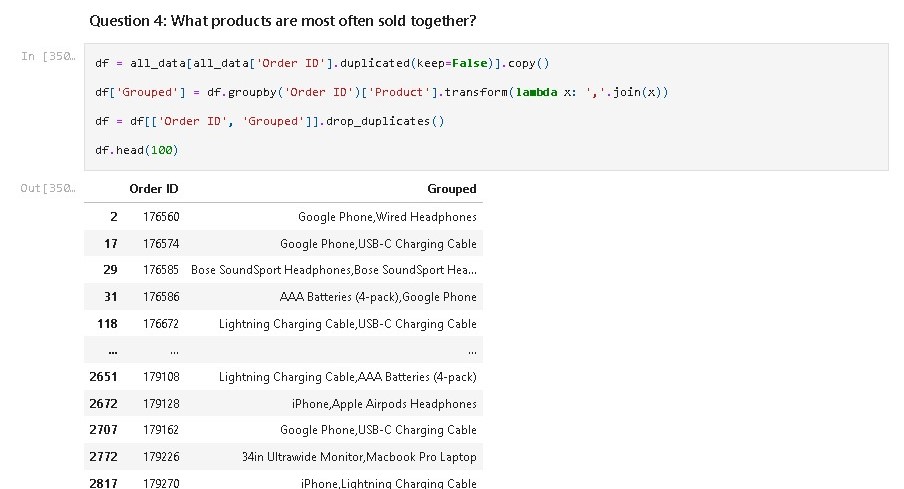 Question 4: What products are most often sold together?
In [350…
df = all_data[all_data['Order ID'].duplicated(keep=False)].copy()
df['Grouped'] = df.groupby('Order ID')['Product'].transform(lambda x: ','.join(x))
df = df[['Order ID', 'Grouped']].drop_duplicates()
df.head(100)
Out[350…
Order ID Grouped
2 176560 Google Phone,Wired Headphones
17 176574 Google Phone,USB-C Charging Cable
29 176585 Bose SoundSport Headphones,Bose SoundSport Hea...
31 176586 AAA Batteries (4-pack),Google Phone
118 176672 Lightning Charging Cable,USB-C Charging Cable
... ... ...
2651 179108 Lightning Charging Cable,AAA Batteries (4-pack)
2672 179128 iPhone,Apple Airpods Headphones
2707 179162 Google Phone,USB-C Charging Cable
2772 179226 34in Ultrawide Monitor,Macbook Pro Laptop
2817 179270 iPhone,Lightning Charging Cable